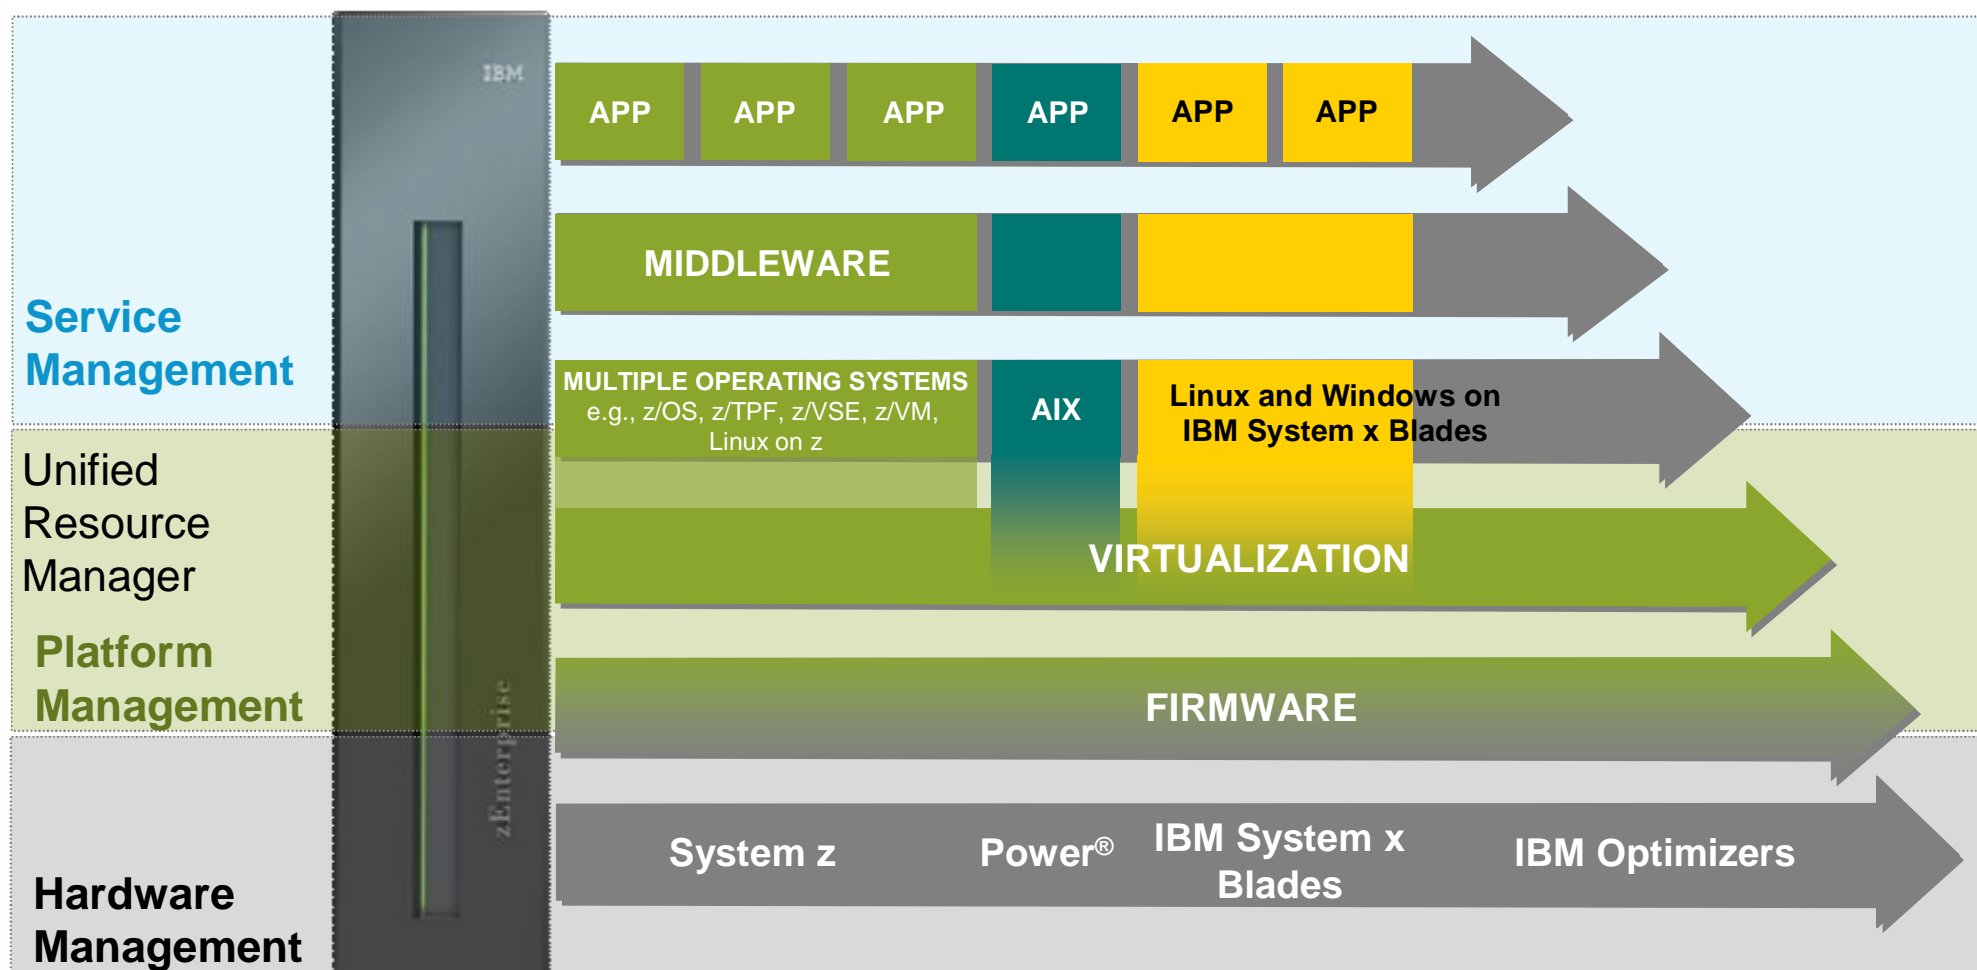 IBM
APP APP APP APP APP APP
MIDDLEWARE
Service
Management
MULTIPLE OPERATING SYSTEMS
e.g., z/OS, z/TPF, z/VSE, z/VM,
Linux on z
AIX
Linux and Windows on
IBM System x Blades
Unified
Resource
Manager
VIRTUALIZATION
Platform
Management
FIRMWARE
zEnterprise
System z
Power®
IBM System x
Blades
IBM Optimizers
Hardware
Management